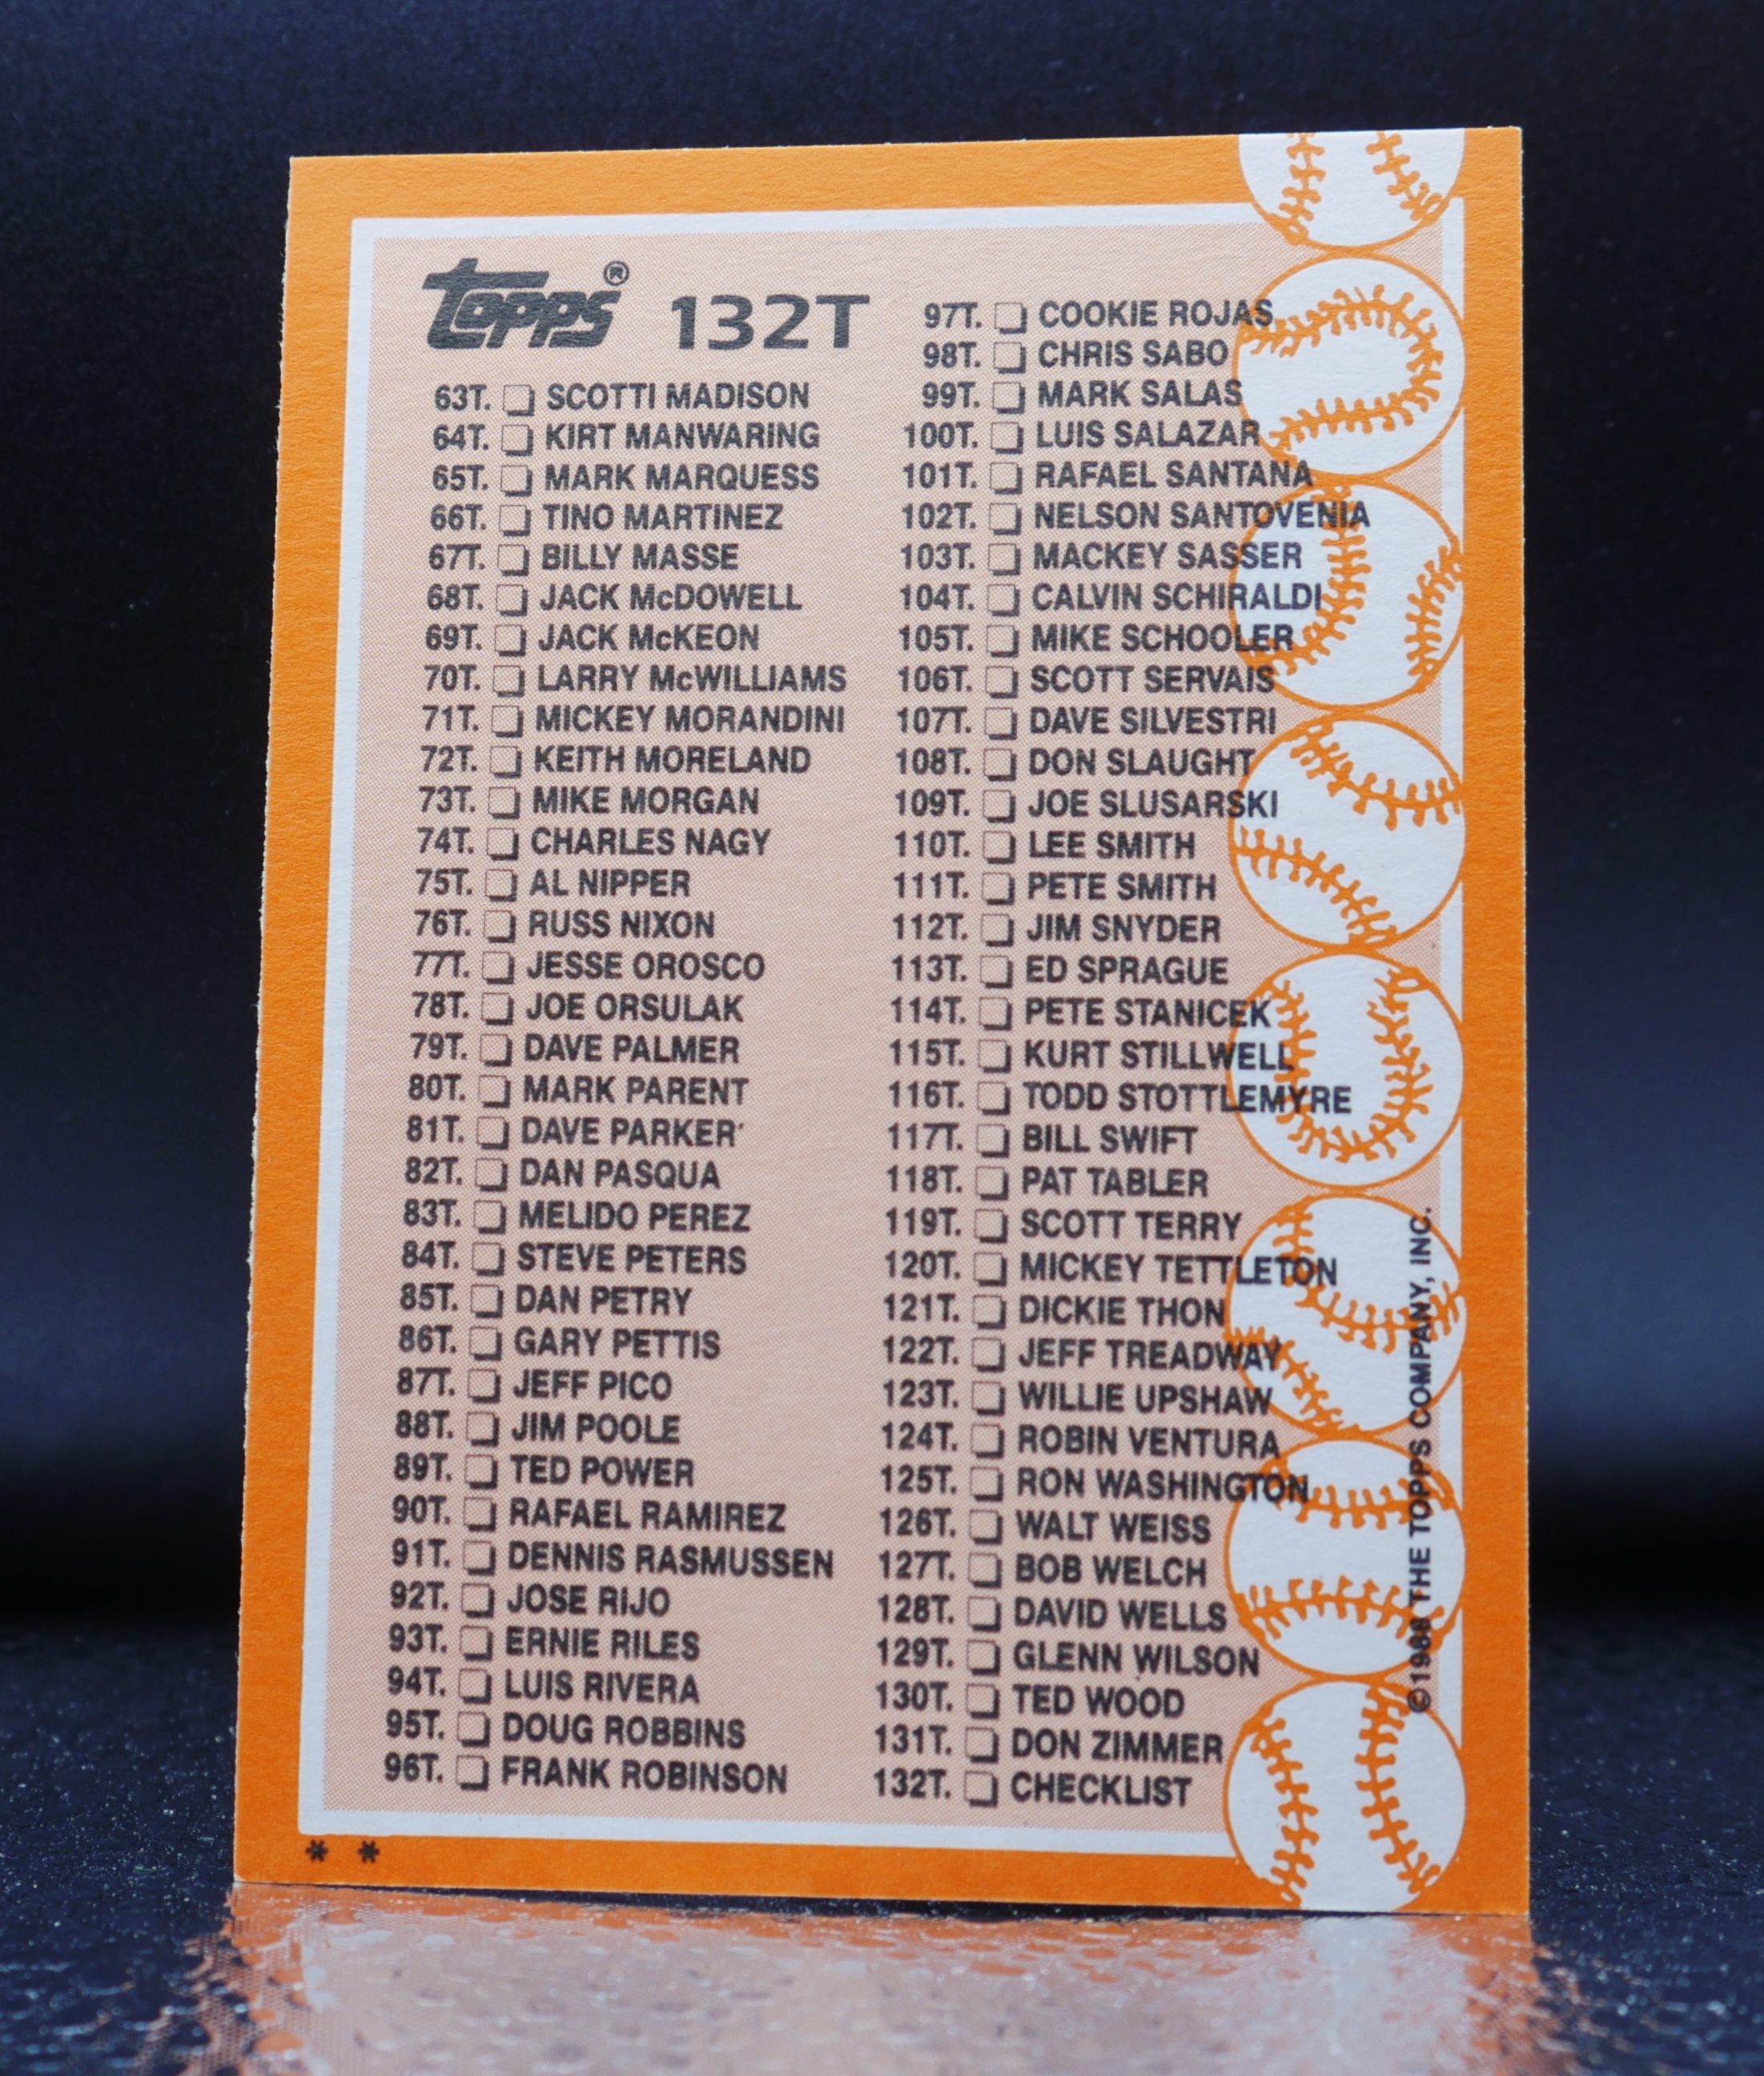 topps® 132T
63T. SCOTTI MADISON
64T. KIRT MANWARING
65T. MARK MARQUESS
66T. TINO MARTINEZ
67T. BILLY MASSE
68T. JACK McDOWELL
69T. JACK McKEON
70T. LARRY McWILLIAMS
71T. MICKEY MORANDINI
72T. KEITH MORELAND
73T. MIKE MORGAN
74T. CHARLES NAGY
75T. AL NIPPER
76T. RUSS NIXON
77T. JESSE OROSCO
78T. JOE ORSULAK
79T. DAVE PALMER
80T. MARK PARENT
81T. DAVE PARKER
82T. DAN PASQUA
83T. MELIDO PEREZ
84T. STEVE PETERS
85T. DAN PETRY
86T. GARY PETTIS
87T. JEFF PICO
88T. JIM POOLE
89T. TED POWER
90T. RAFAEL RAMIREZ
91T. DENNIS RASMUSSEN
92T. JOSE RIJO
93T. ERNIE RILES
94T. LUIS RIVERA
95T. DOUG ROBBINS
96T. FRANK ROBINSON
97T. COOKIE ROJAS
98T. CHRIS SABO
99T. MARK SALAS
100T. LUIS SALAZAR
101T. RAFAEL SANTANA
102T. NELSON SANTOVENIA
103T. MACKEY SASSER
104T. CALVIN SCHIRALDI
105T. MIKE SCHOOLER
106T. SCOTT SERVAIS
107T. DAVE SILVESTRI
108T. DON SLAUGHT
109T. JOE SLUSARSKI
110T. LEE SMITH
111T. PETE SMITH
112T. JIM SNYDER
113T. ED SPRAGUE
114T. PETE STANICEK
115T. KURT STILLWELL
116T. TODD STOTTLEMYRE
117T. BILL SWIFT
118T. PAT TABLER
119T. SCOTT TERRY
120T. MICKEY TETTLETON
121T. DICKIE THON
122T. JEFF TREADWAY
123T. WILLIE UPSHAW
124T. ROBIN VENTURA
125T. RON WASHINGTON
126T. WALT WEISS
127T. BOB WELCH
128T. DAVID WELLS
129T. GLENN WILSON
130T. TED WOOD
131T. DON ZIMMER
132T. CHECKLIST
©1988 THE TOPPS COMPANY, INC.
* *